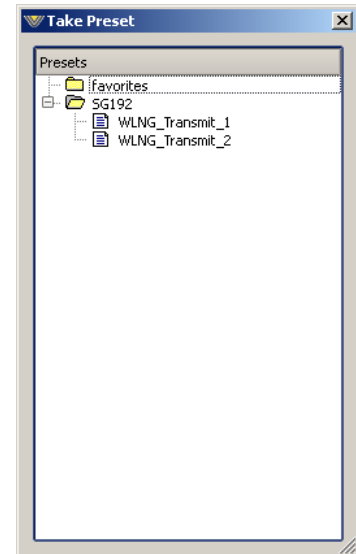 Take Preset
Presets
favorites
SG192
WLNG_Transmit_1
WLNG_Transmit_2